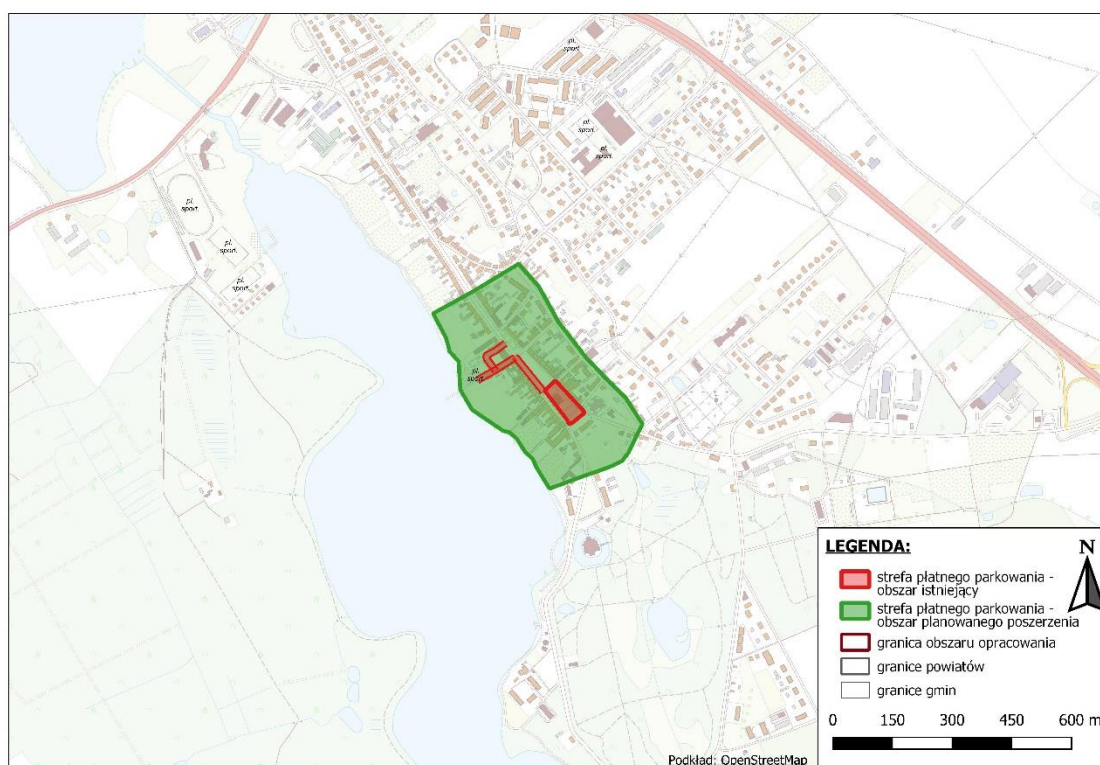 pl.
sport
pl.
sport.
pl.
sport.
pl.
sport.
pl.
sport.
pl.
sport.
pl.
sport.
LEGENDA:
N
strefa płatnego parkowania -
obszar istniejący
strefa płatnego parkowania -
obszar planowanego poszerzenia
granica obszaru opracowania
granice powiatów
granice gmin
0 150 300 450 600 m
Podkład: OpenStreetMap